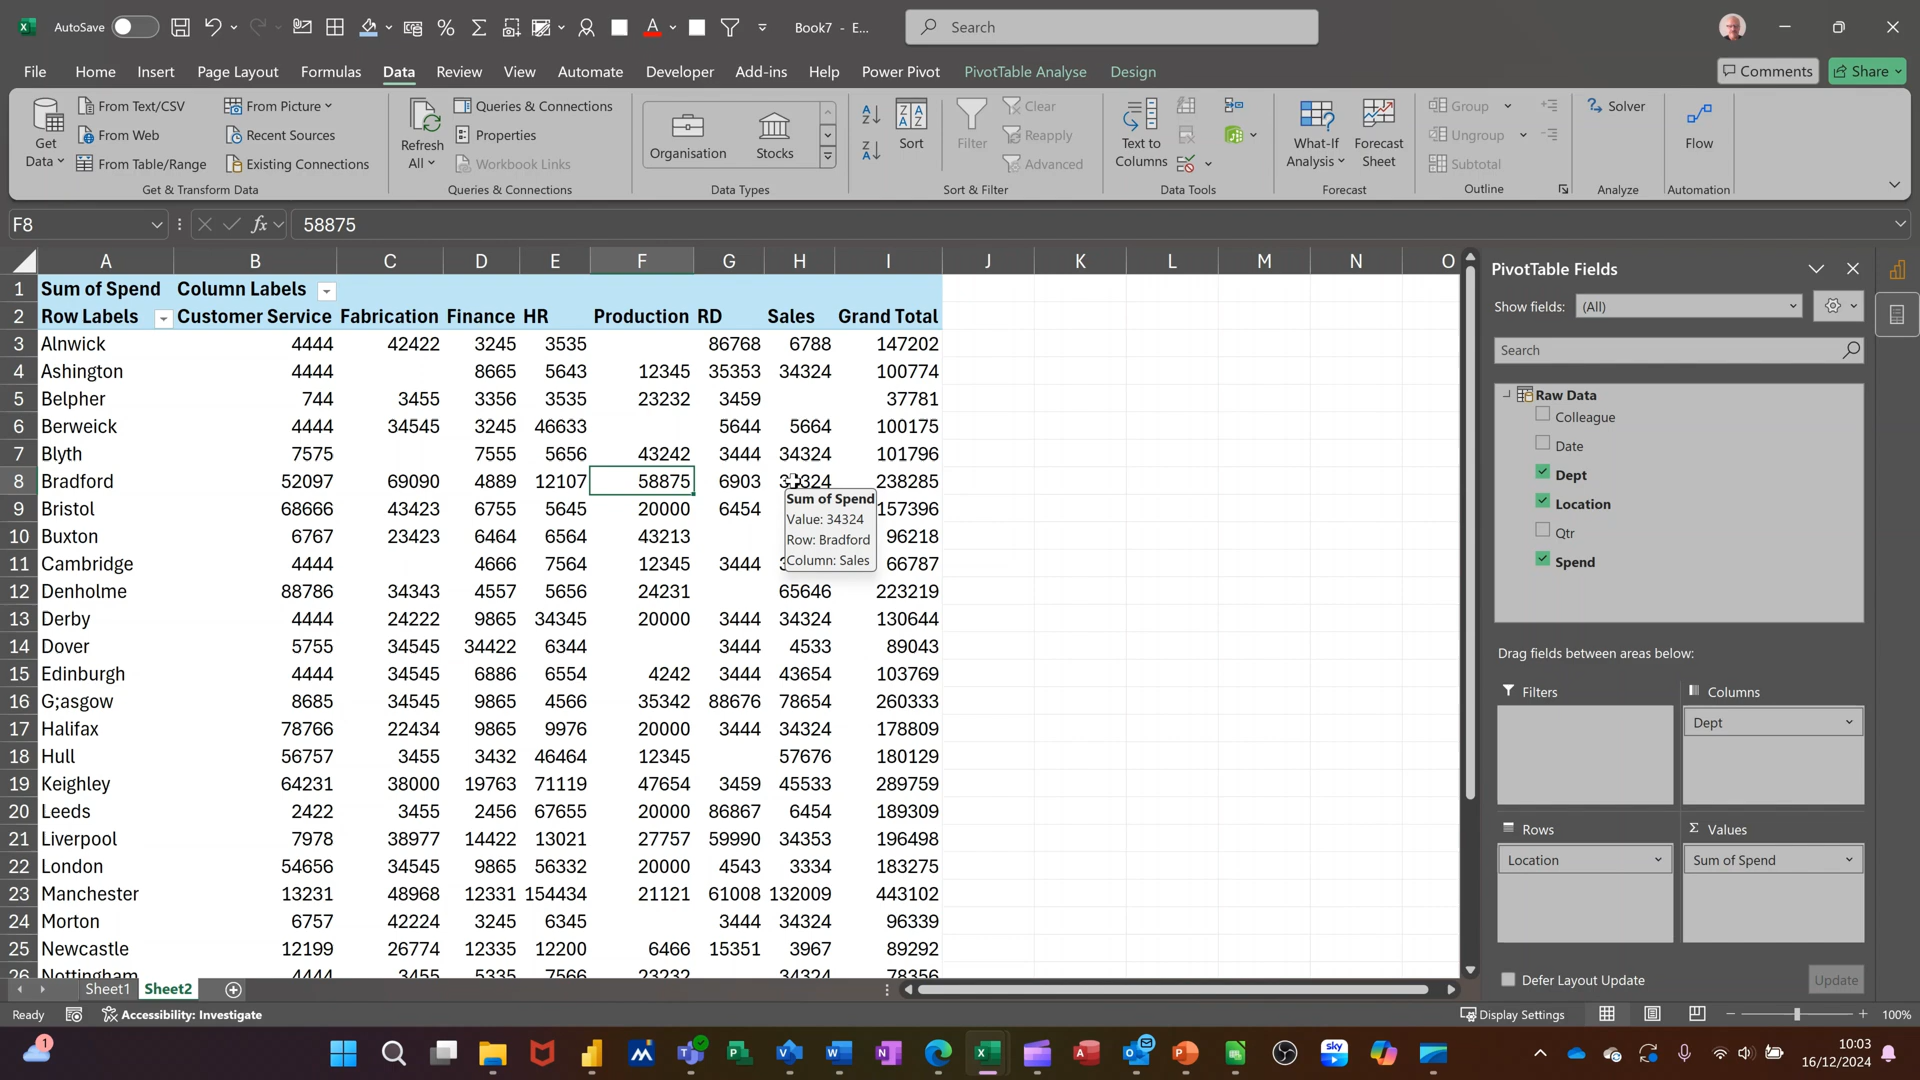 AutoSave Book7 - E... Search
File Home Insert Page Layout Formulas Data Review View Automate Developer Add-ins Help Power Pivot PivotTable Analyse Design Comments Share
Get Data From Text/CSV From Web From Table/Range From Picture Recent Sources Existing Connections
Get & Transform Data
Refresh All Queries & Connections Properties Workbook Links
Queries & Connections
Organisation Stocks
Data Types
Sort Filter Clear Reapply Advanced
Sort & Filter
Text to Columns
Data Tools
What-If Analysis Forecast Sheet
Forecast
Group Ungroup Subtotal
Outline
Solver
Analyze
Flow
Automation
F8 fx 58875
A B C D E F G H I J K L M N O
1 Sum of Spend Column Labels
2 Row Labels Customer Service Fabrication Finance HR Production RD Sales Grand Total
3 Alnwick 4444 42422 3245 3535 86768 6788 147202
4 Ashington 4444 8665 5643 12345 35353 34324 100774
5 Belpher 744 3455 3356 3535 23232 3459 37781
6 Berweick 4444 34545 3245 46633 5644 5664 100175
7 Blyth 7575 7555 5656 43242 3444 34324 101796
8 Bradford 52097 69090 4889 12107 58875 6903 238285
9 Bristol 68666 43423 6755 5645 20000 6454 157396
10 Buxton 6767 23423 6464 6564 43213 96218
11 Cambridge 4444 4666 7564 12345 3444 66787
12 Denholme 88786 34343 4557 5656 24231 65646 223219
13 Derby 4444 24222 9865 34345 20000 3444 34324 130644
14 Dover 5755 34545 34422 6344 3444 4533 89043
15 Edinburgh 4444 34545 6886 6554 4242 3444 43654 103769
16 G;asgow 8685 34545 9865 4566 35342 88676 78654 260333
17 Halifax 78766 22434 9865 9976 20000 3444 34324 178809
18 Hull 56757 3455 3432 46464 12345 57676 180129
19 Keighley 64231 38000 19763 71119 47654 3459 45533 289759
20 Leeds 2422 3455 2456 67655 20000 86867 6454 189309
21 Liverpool 7978 38977 14422 13021 27757 59990 34353 196498
22 London 54656 34545 9865 56332 20000 4543 3334 183275
23 Manchester 13231 48968 12331 154434 21121 61008 132009 443102
24 Morton 6757 42224 3245 6345 3444 34324 96339
25 Newcastle 12199 26774 12335 12200 6466 15351 3967 89292
26 Nottingham 4444 3455 5335 7566 23232 34324 78356
Sum of Spend
Value: 34324
Row: Bradford
Column: Sales
PivotTable Fields
Show fields: (All)
Search
Raw Data
Colleague
Date
Dept
Location
Qtr
Spend
Drag fields between areas below:
Filters Columns
Dept
Rows Σ Values
Location Sum of Spend
Defer Layout Update Update
Sheet1 Sheet2
Ready Accessibility: Investigate Display Settings 100%
1 10:03
16/12/2024